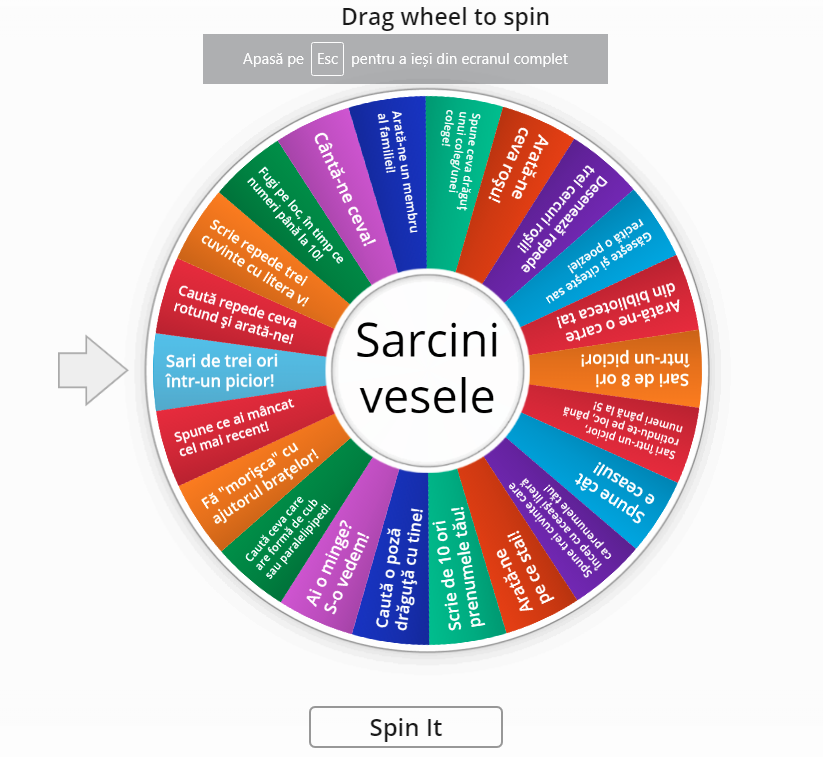 Drag wheel to spin
Apasă pe Esc pentru a ieși din ecranul complet
Sarcini
vesele
Sari de trei ori
într-un picior!
Caută repede ceva
rotund și arată-ne!
Scrie repede trei
cuvinte cu litera v!
Fugi pe loc, în timp ce
numeri până la 10!
Cântă-ne ceva!
Arată-ne un membru
al familiei!
Spune ceva drăguț
unui coleg/unei
colege!
Arată-ne
ceva roșu!
Desenează repede
trei cercuri roșii!
Găsește și citește sau
recită o poezie!
Arată-ne o carte
din biblioteca ta!
Sari de 8 ori
într-un picior!
Sari într-un picior,
rotindu-te pe loc, până
numeri până la 5!
Spune cât
e ceasul!
Spune trei cuvinte care
încep cu aceeași literă
ca prenumele tău!
Arată-ne
pe ce stai!
Scrie de 10 ori
prenumele tău!
Caută o poză
drăguță cu tine!
Ai o minge?
S-o vedem!
Caută ceva care
are formă de cub
sau paralelipiped!
Fă "morișca" cu
ajutorul brațelor!
Spune ce ai mâncat
cel mai recent!
Spin It